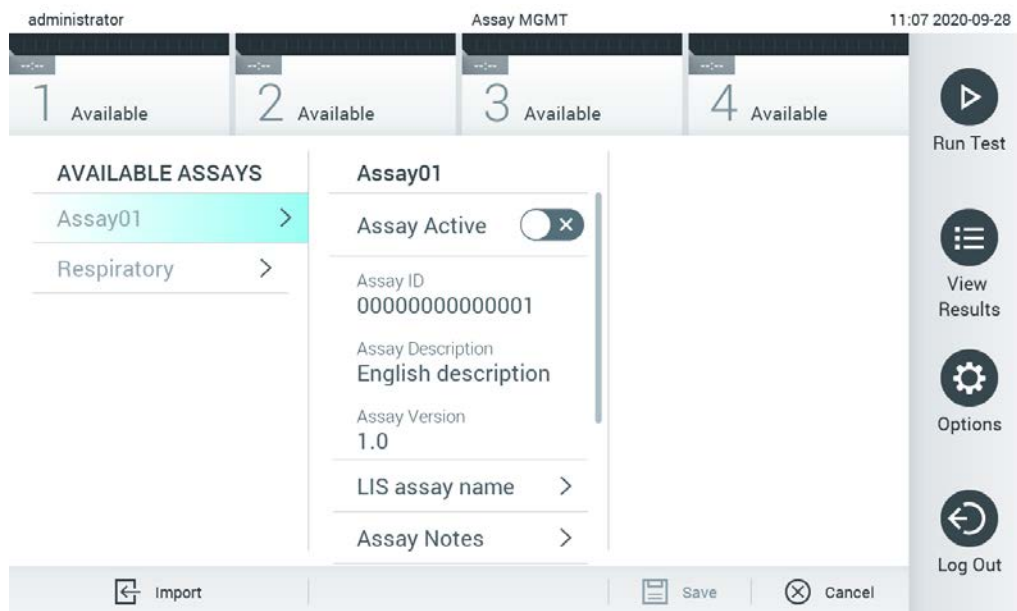 administrator Assay MGMT 11:07 2020-09-28
--:-- --:-- --:-- --:--
1 Available 2 Available 3 Available 4 Available
Run Test
AVAILABLE ASSAYS
Assay01
Respiratory
Assay01
Assay Active
Assay ID
00000000000001
Assay Description
English description
Assay Version
1.0
LIS assay name
Assay Notes
View
Results
Options
Log Out
Import Save Cancel